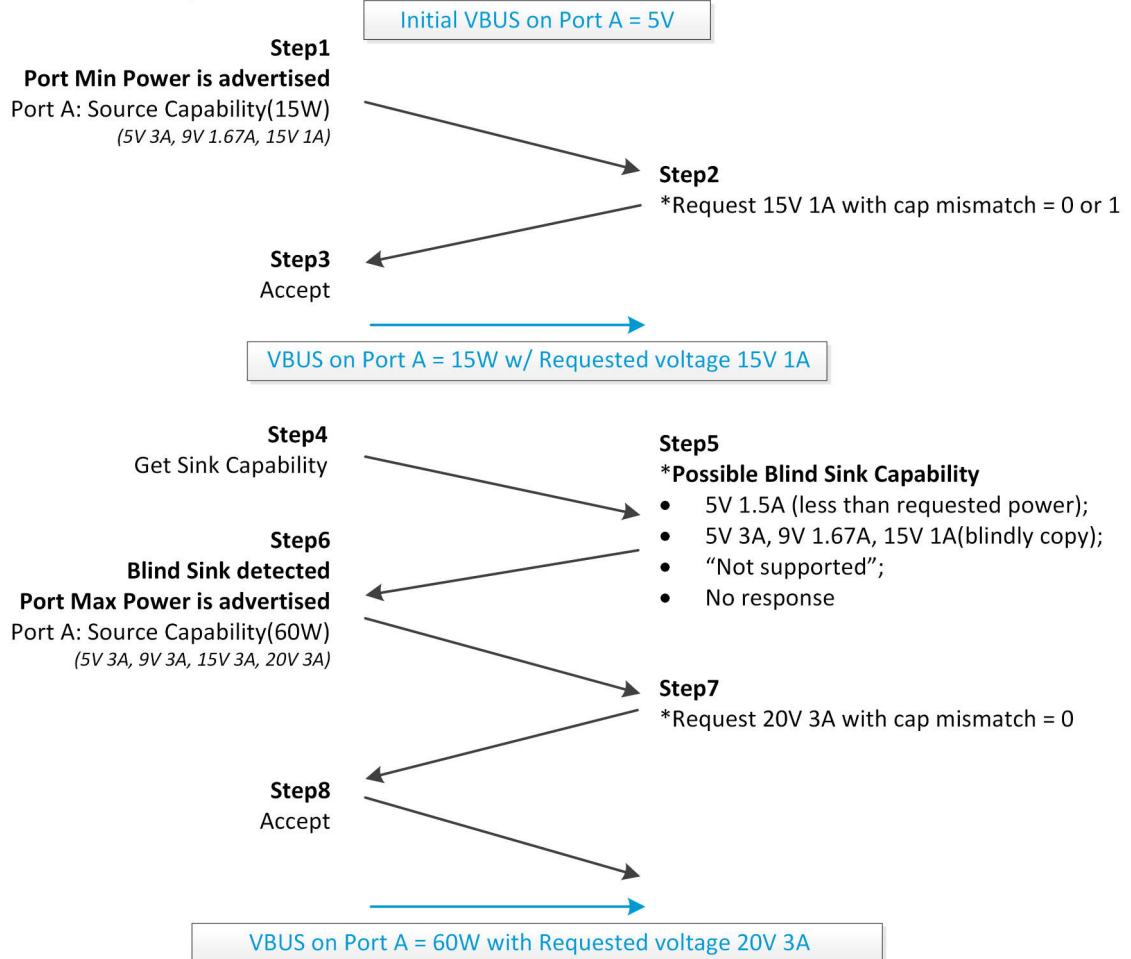 Initial VBUS on Port A = 5V
Step1
Port Min Power is advertised
Port A: Source Capability(15W)
(5V 3A, 9V 1.67A, 15V 1A)
Step2
*Request 15V 1A with cap mismatch = 0 or 1
Step3
Accept
VBUS on Port A = 15W w/ Requested voltage 15V 1A
Step4
Get Sink Capability
Step5
*Possible Blind Sink Capability
• 5V 1.5A (less than requested power);
• 5V 3A, 9V 1.67A, 15V 1A(blindly copy);
• “Not supported”;
• No response
Step6
Blind Sink detected
Port Max Power is advertised
Port A: Source Capability(60W)
(5V 3A, 9V 3A, 15V 3A, 20V 3A)
Step7
*Request 20V 3A with cap mismatch = 0
Step8
Accept
VBUS on Port A = 60W with Requested voltage 20V 3A